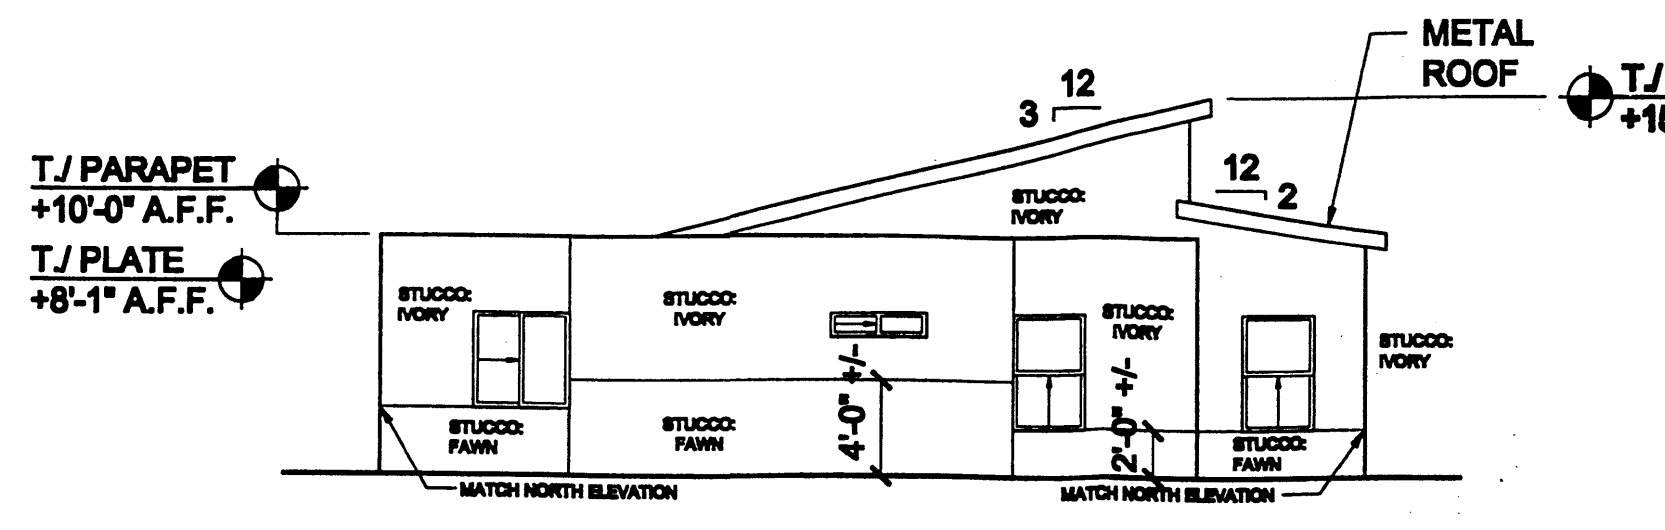 METAL
ROOF
T./
12
3
T./ PARAPET
+10'-0" A.F.F.
12
2
STUCCO:
IVORY
T./ PLATE
+8'-1" A.F.F.
STUCCO:
IVORY
STUCCO:
IVORY
STUCCO:
IVORY
STUCCO:
IVORY
4'-0" +/-
2'-0" +/-
STUCCO:
FAWN
STUCCO:
FAWN
STUCCO:
FAWN
MATCH NORTH ELEVATION
MATCH NORTH ELEVATION